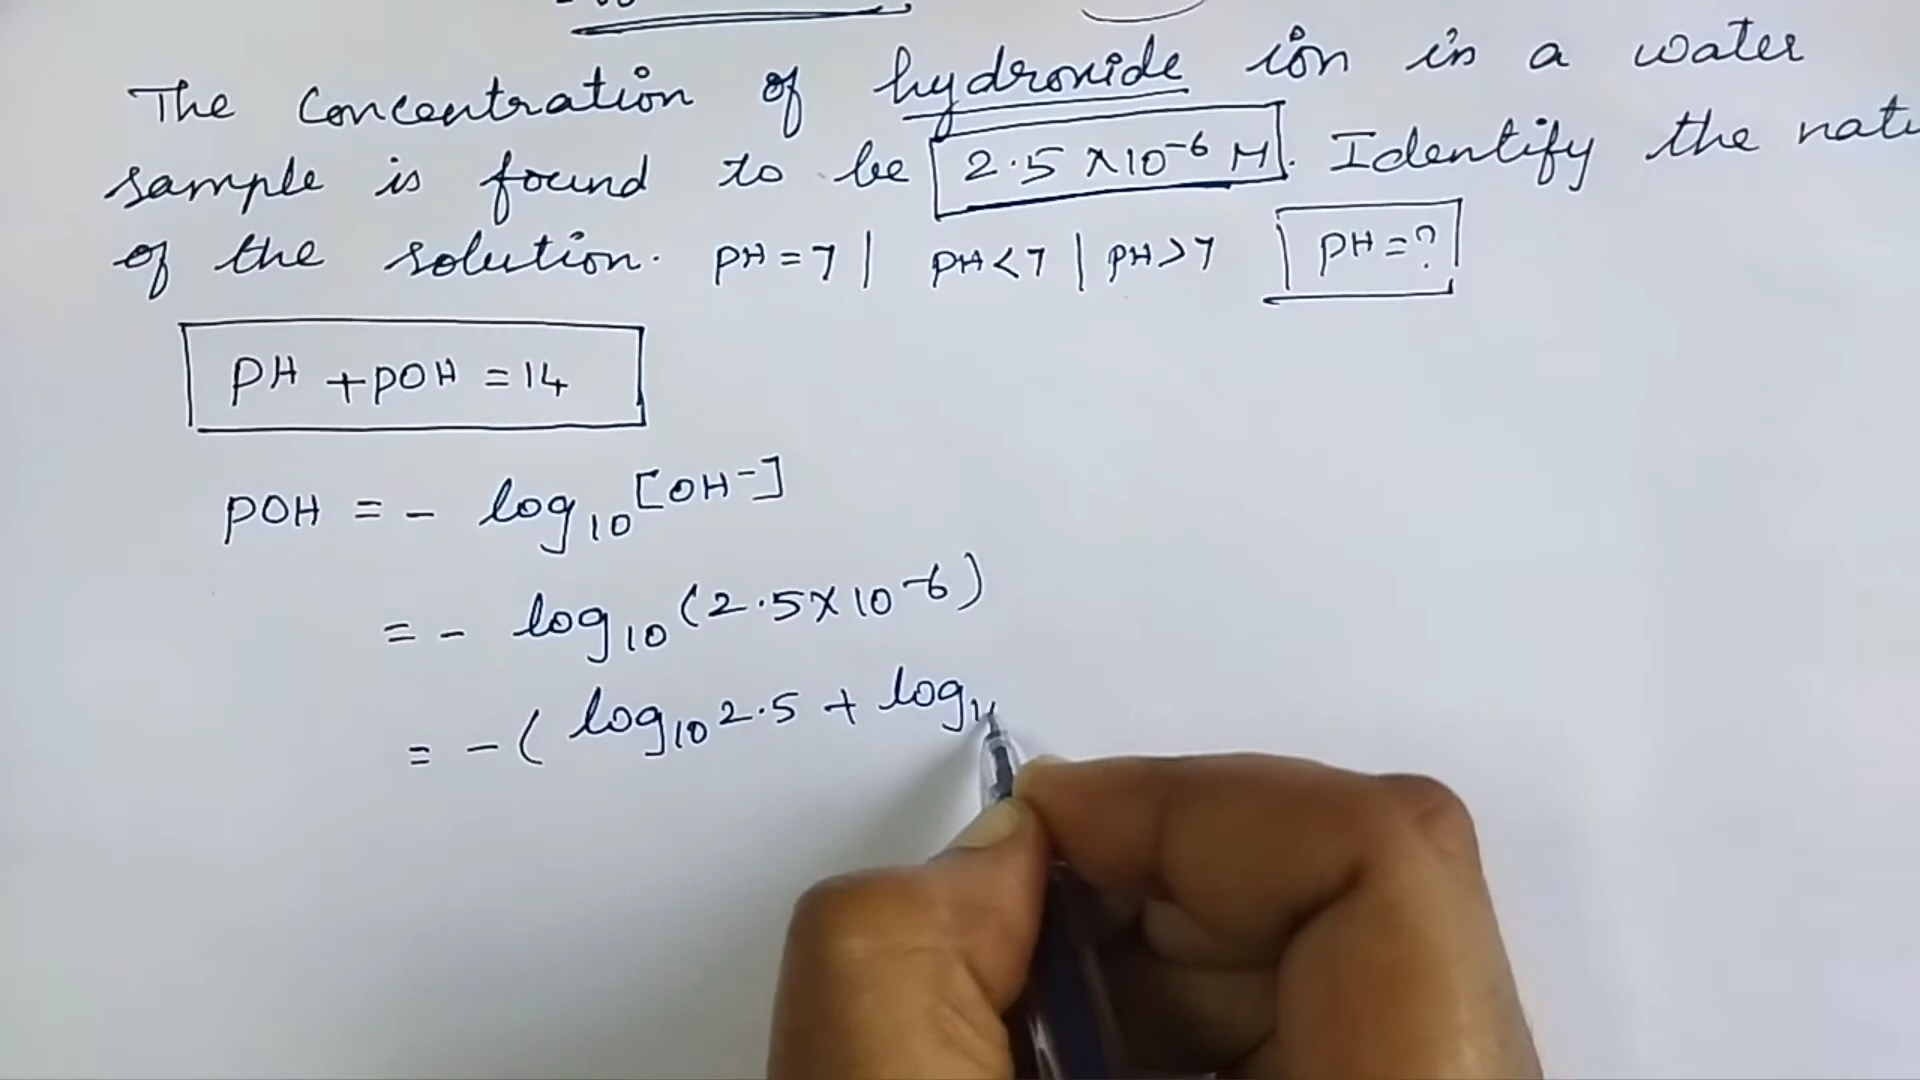 The Concentration of hydroxide ion in a water
sample is found to be 2.5 × 10⁻⁶ M. Identify the natu
of the solution. PH = 7 | PH < 7 | PH > 7 PH = ?
PH + POH = 14
POH = - log₁₀ [OH⁻]
= - log₁₀ (2.5 × 10⁻⁶)
= - ( log₁₀ 2.5 + log